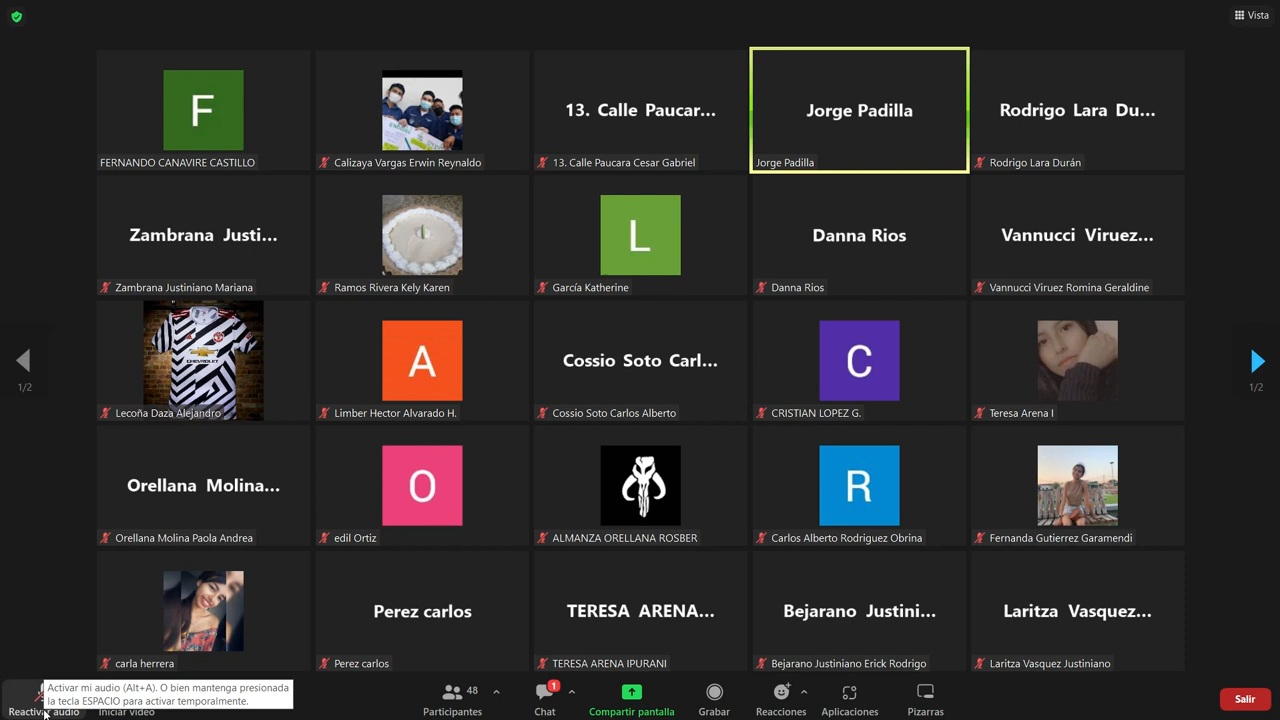 Vista
F
FERNANDO CANAVIRE CASTILLO
Calizaya Vargas Erwin Reynaldo
13. Calle Paucar...
13. Calle Paucara Cesar Gabriel
Jorge Padilla
Jorge Padilla
Rodrigo Lara Du...
Rodrigo Lara Durán
Zambrana Justi...
Zambrana Justiniano Mariana
Ramos Rivera Kely Karen
L
García Katherine
Danna Rios
Danna Rios
Vannucci Viruez...
Vannucci Viruez Romina Geraldine
1/2
CHEVROLET
Lecoña Daza Alejandro
A
Limber Hector Alvarado H.
Cossio Soto Carl...
Cossio Soto Carlos Alberto
C
CRISTIAN LOPEZ G.
Teresa Arena I
1/2
Orellana Molina...
Orellana Molina Paola Andrea
O
edil Ortiz
ALMANZA ORELLANA ROSBER
R
Carlos Alberto Rodriguez Obrina
Fernanda Gutierrez Garamendi
carla herrera
Perez carlos
Perez carlos
TERESA ARENA...
TERESA ARENA IPURANI
Bejarano Justini...
Bejarano Justiniano Erick Rodrigo
Laritza Vasquez...
Laritza Vasquez Justiniano
Activar mi audio (Alt+A). O bien mantenga presionada
la tecla ESPACIO para activar temporalmente.
Reactivar audio
Iniciar video
48
Participantes
1
Chat
Compartir pantalla
Grabar
Reacciones
Aplicaciones
Pizarras
Salir